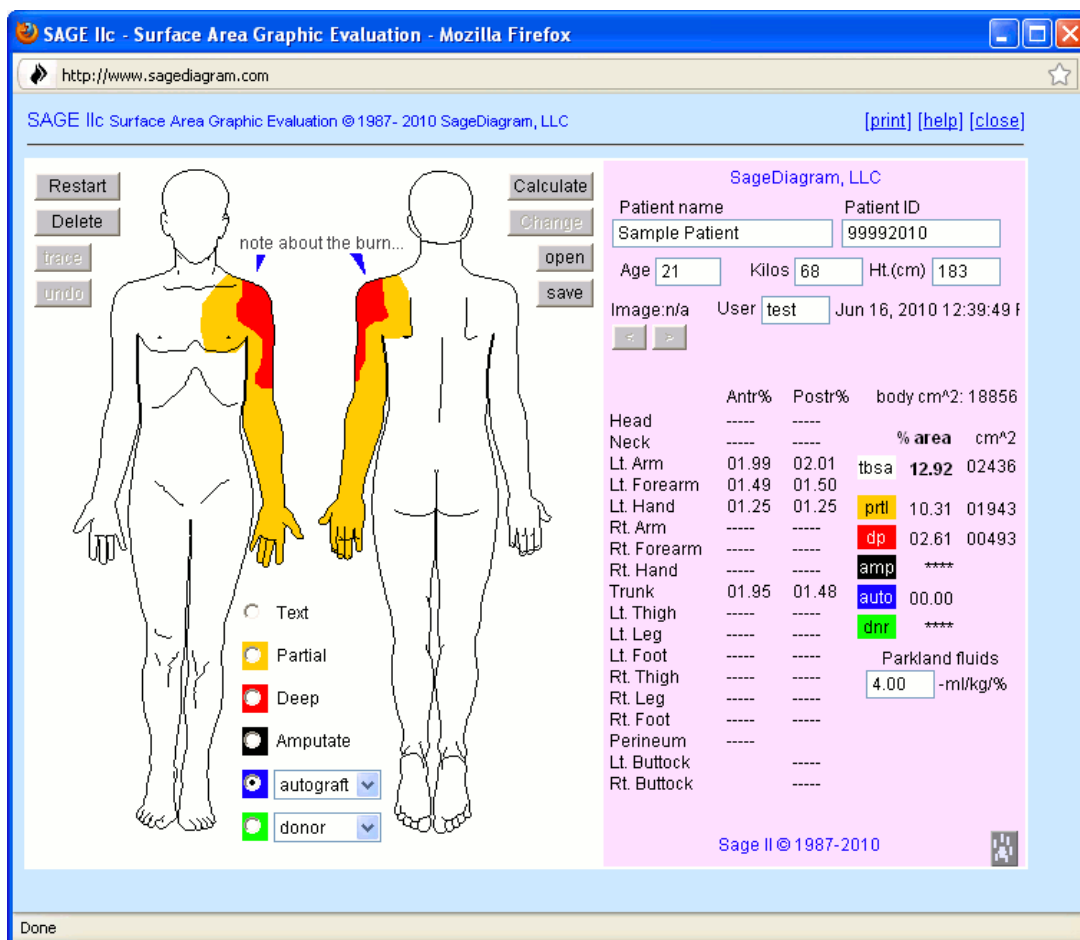 SAGE IIc - Surface Area Graphic Evaluation - Mozilla Firefox
http://www.sagediagram.com
SAGE IIc Surface Area Graphic Evaluation © 1987- 2010 SageDiagram, LLC
[print] [help] [close]
Restart
Delete
trace
undo
note about the burn...
Calculate
Change
open
save
Text
Partial
Deep
Amputate
autograft
donor
SageDiagram, LLC
Patient name Patient ID
Sample Patient 99992010
Age 21 Kilos 68 Ht.(cm) 183
Image:n/a User test Jun 16, 2010 12:39:49
< >
Antr% Postr% body cm^2: 18856
Head ----- -----
Neck ----- ----- % area cm^2
Lt. Arm 01.99 02.01 tbsa 12.92 02436
Lt. Forearm 01.49 01.50
Lt. Hand 01.25 01.25 prtl 10.31 01943
Rt. Arm ----- -----
Rt. Forearm ----- ----- dp 02.61 00493
Rt. Hand ----- ----- amp ****
Trunk 01.95 01.48 auto 00.00
Lt. Thigh ----- -----
Lt. Leg ----- ----- dnr ****
Lt. Foot ----- ----- Parkland fluids
Rt. Thigh ----- ----- 4.00 -ml/kg/%
Rt. Leg ----- -----
Rt. Foot ----- -----
Perineum -----
Lt. Buttock -----
Rt. Buttock -----
Sage II © 1987-2010
Done